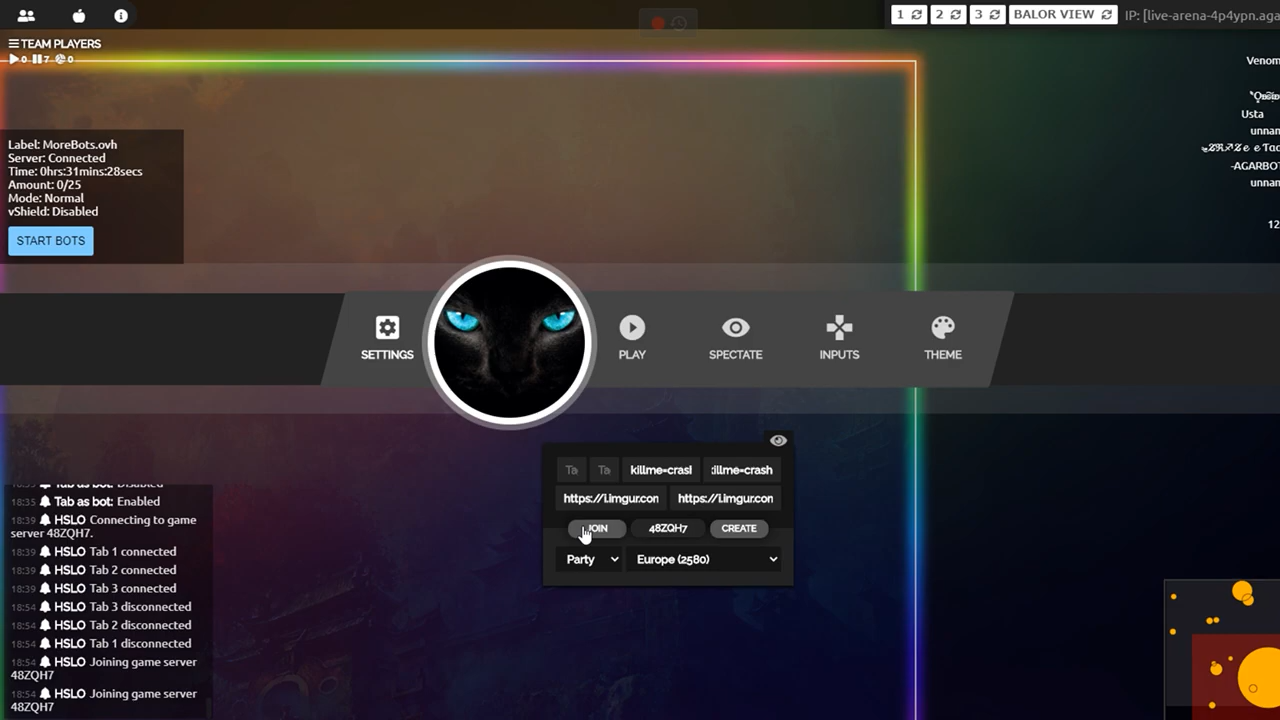 1 2 3 BALOR VIEW IP: [live-arena-4p4ypn.aga
TEAM PLAYERS
0 7 0
Label: MoreBots.ovh
Server: Connected
Time: 0hrs:31mins:28secs
Amount: 0/25
Mode: Normal
vShield: Disabled
START BOTS
Venom
Usta
unnan
-AGARBOT
unnan
12
SETTINGS
PLAY
SPECTATE
INPUTS
THEME
Ta Ta killme=crasl :illme=crash
https://i.imgur.con https://i.imgur.con
JOIN 48ZQH7 CREATE
Party Europe (2580)
18:35 Tab as bot: Enabled
18:39 HSLO Connecting to game
server 48ZQH7.
18:39 HSLO Tab 1 connected
18:39 HSLO Tab 2 connected
18:39 HSLO Tab 3 connected
18:54 HSLO Tab 3 disconnected
18:54 HSLO Tab 2 disconnected
18:54 HSLO Tab 1 disconnected
18:54 HSLO Joining game server
48ZQH7
18:54 HSLO Joining game server
48ZQH7